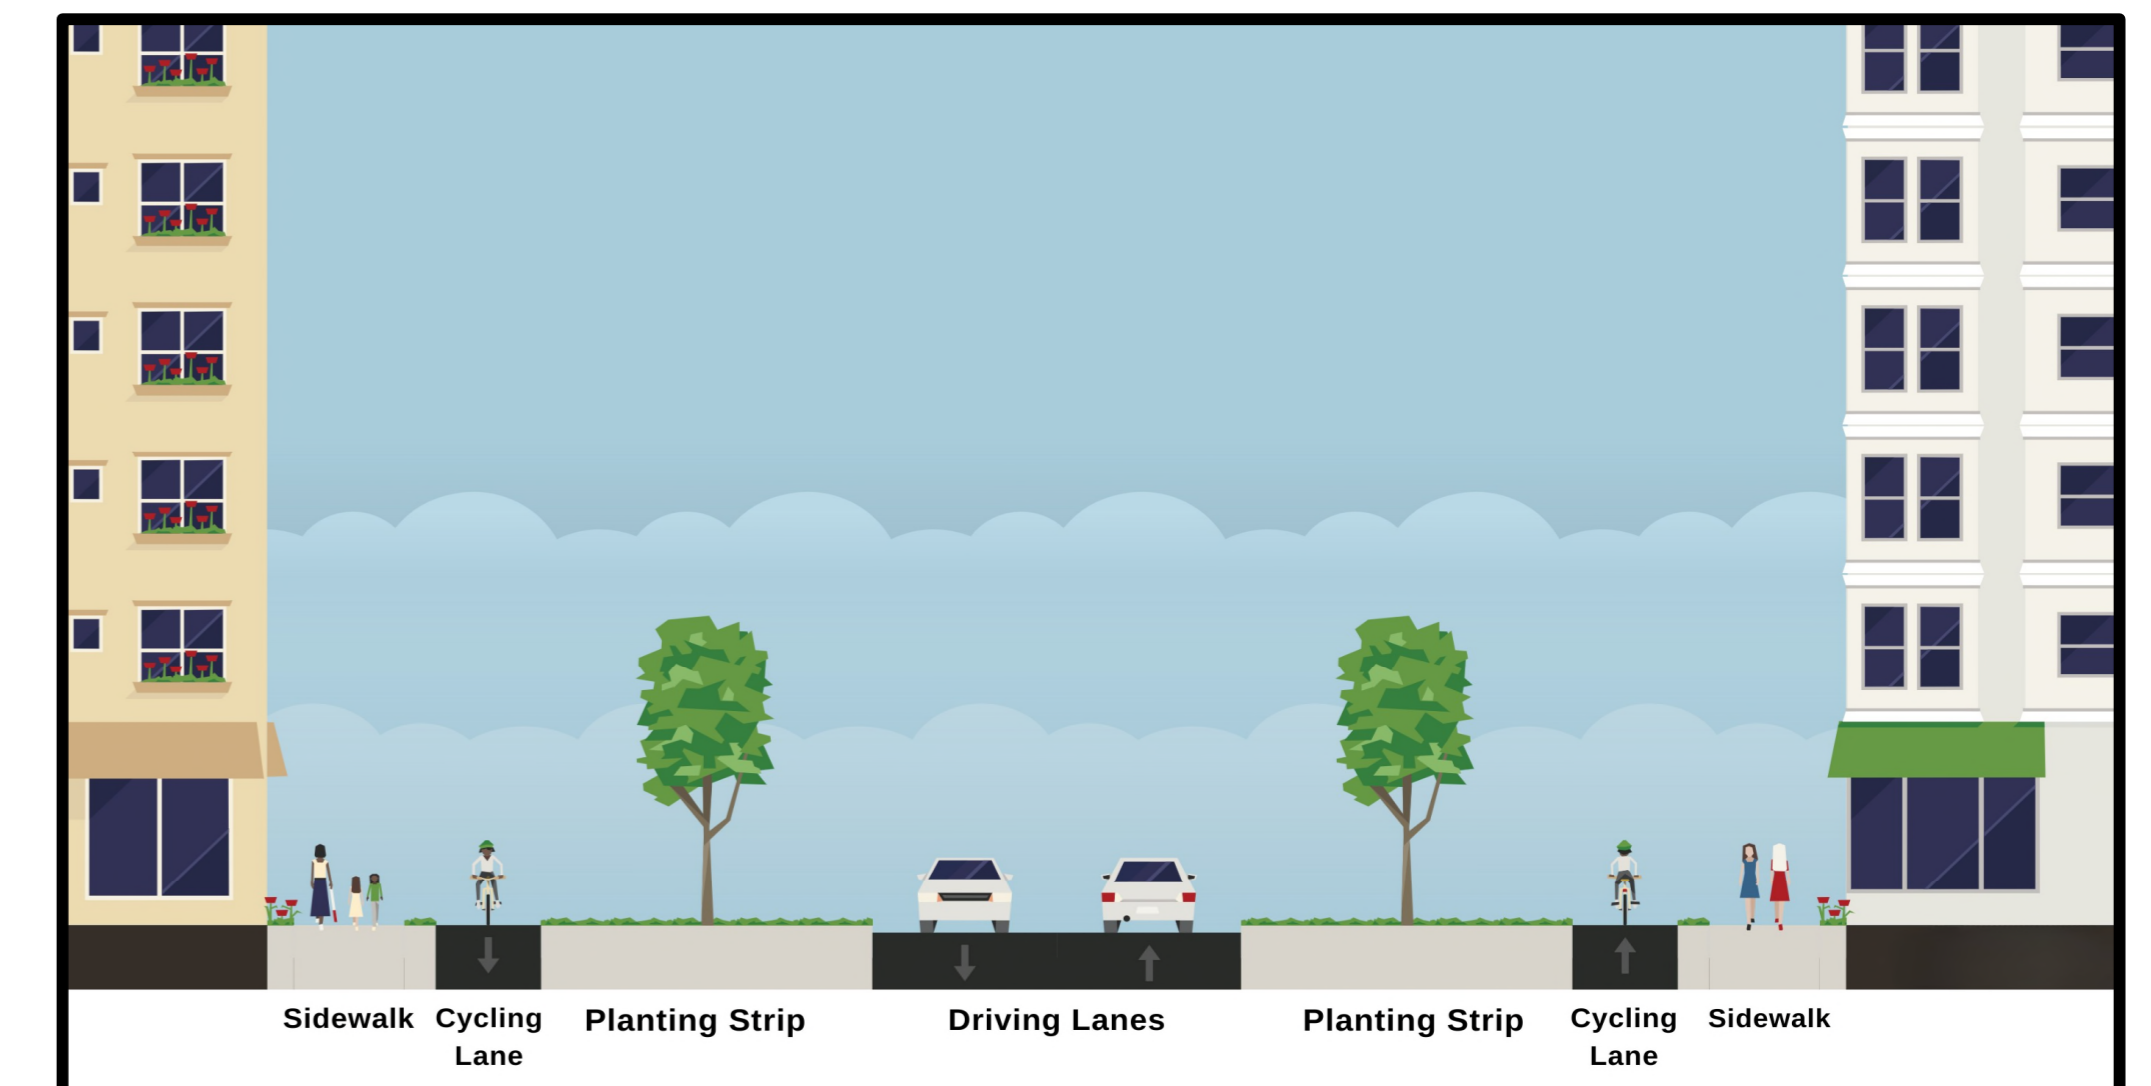 Sidewalk
Cycling
Lane
Planting Strip
Driving Lanes
Planting Strip
Cycling
Lane
Sidewalk